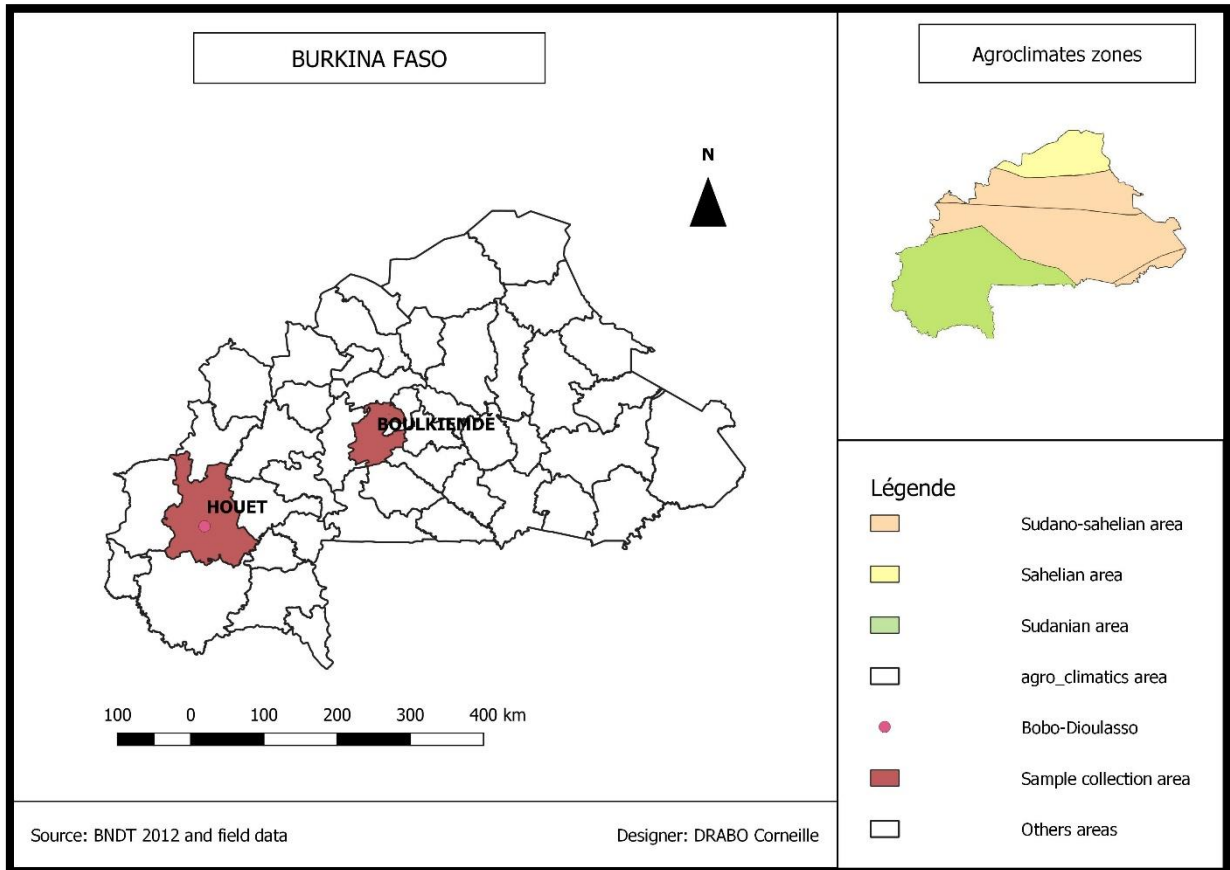 BURKINA FASO
N
BOULKIEMDÉ
HOUET
100 0 100 200 300 400 km
Source: BNDT 2012 and field data
Designer: DRABO Corneille
Agroclimates zones
Légende
Sudano-sahelian area
Sahelian area
Sudanian area
agro_climatics area
Bobo-Dioulasso
Sample collection area
Others areas